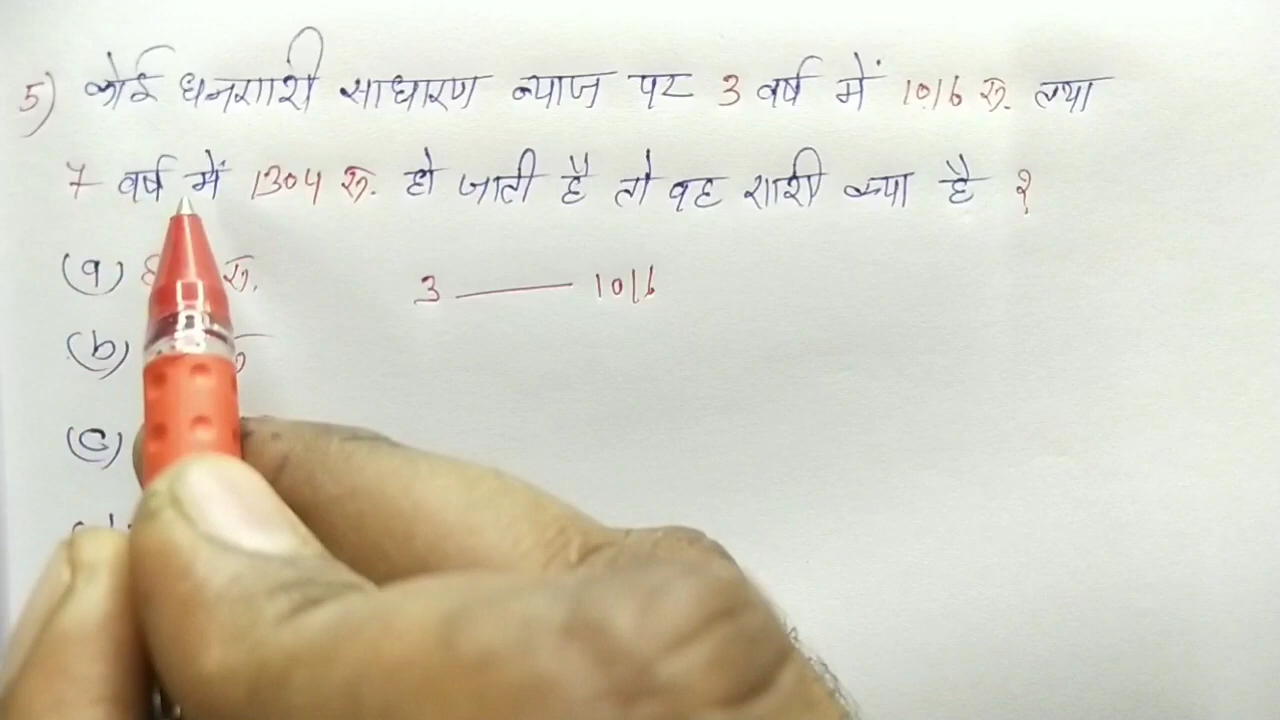 5) कोई धनराशी साधारण ब्याज पर 3 वर्ष में 1016 रु. तथा
7 वर्ष में 1304 रु. हो जाती है तो वह राशी क्या है ?
(a) रु.
3 —— 1016
(b)
(c)